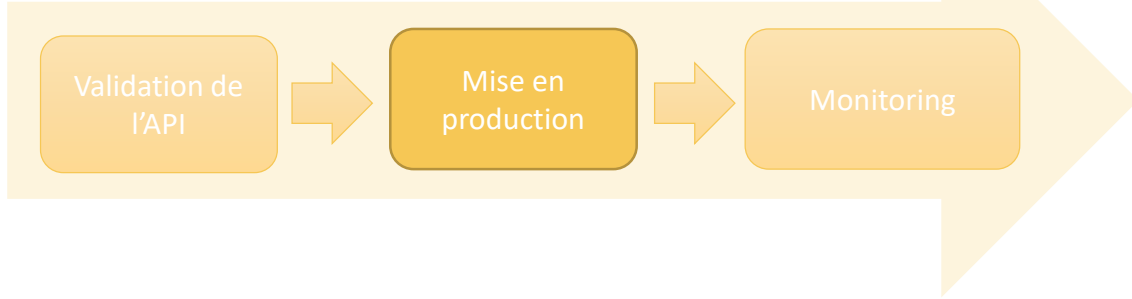 Validation de
l’API
Mise en
production
Monitoring